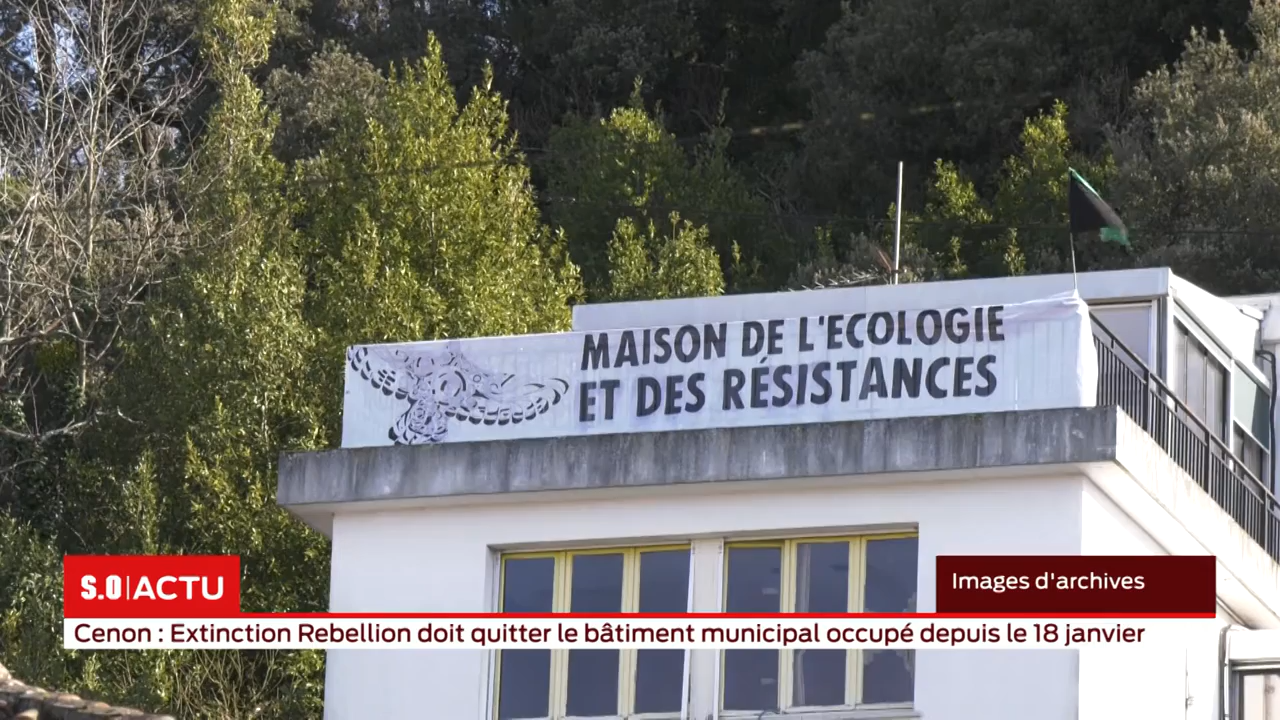 MAISON DE L'ECOLOGIE
ET DES RÉSISTANCES
S.O ACTU
Images d'archives
Cenon : Extinction Rebellion doit quitter le bâtiment municipal occupé depuis le 18 janvier